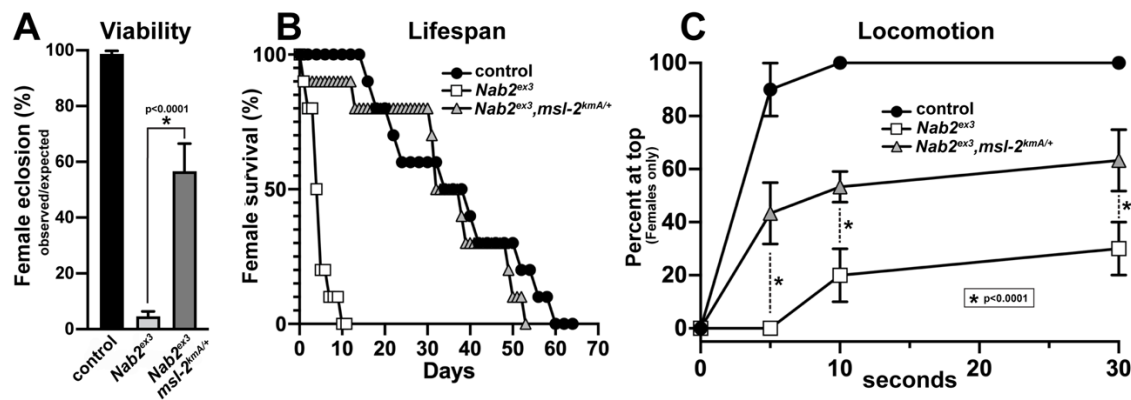 A Viability
Female eclosion (%)
observed/expected
100
80
60
40
20
0
p<0.0001
*
control
Nab2ex3
Nab2ex3
msl-2kmA/+
B Lifespan
Female survival (%)
100
50
0
control
Nab2ex3
Nab2ex3,msl-2kmA/+
0 10 20 30 40 50 60 70
Days
C Locomotion
Percent at top
(Females only)
100
80
60
40
20
0
control
Nab2ex3
Nab2ex3,msl-2kmA/+
*
*
*
* p<0.0001
0 10 20 30
seconds